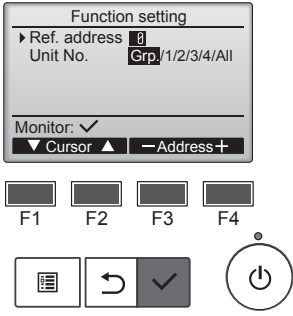 Function setting
Ref. address 0
Unit No. Grp./1/2/3/4/All
Monitor: ✓
▼ Cursor ▲ −Address+
F1 F2 F3 F4